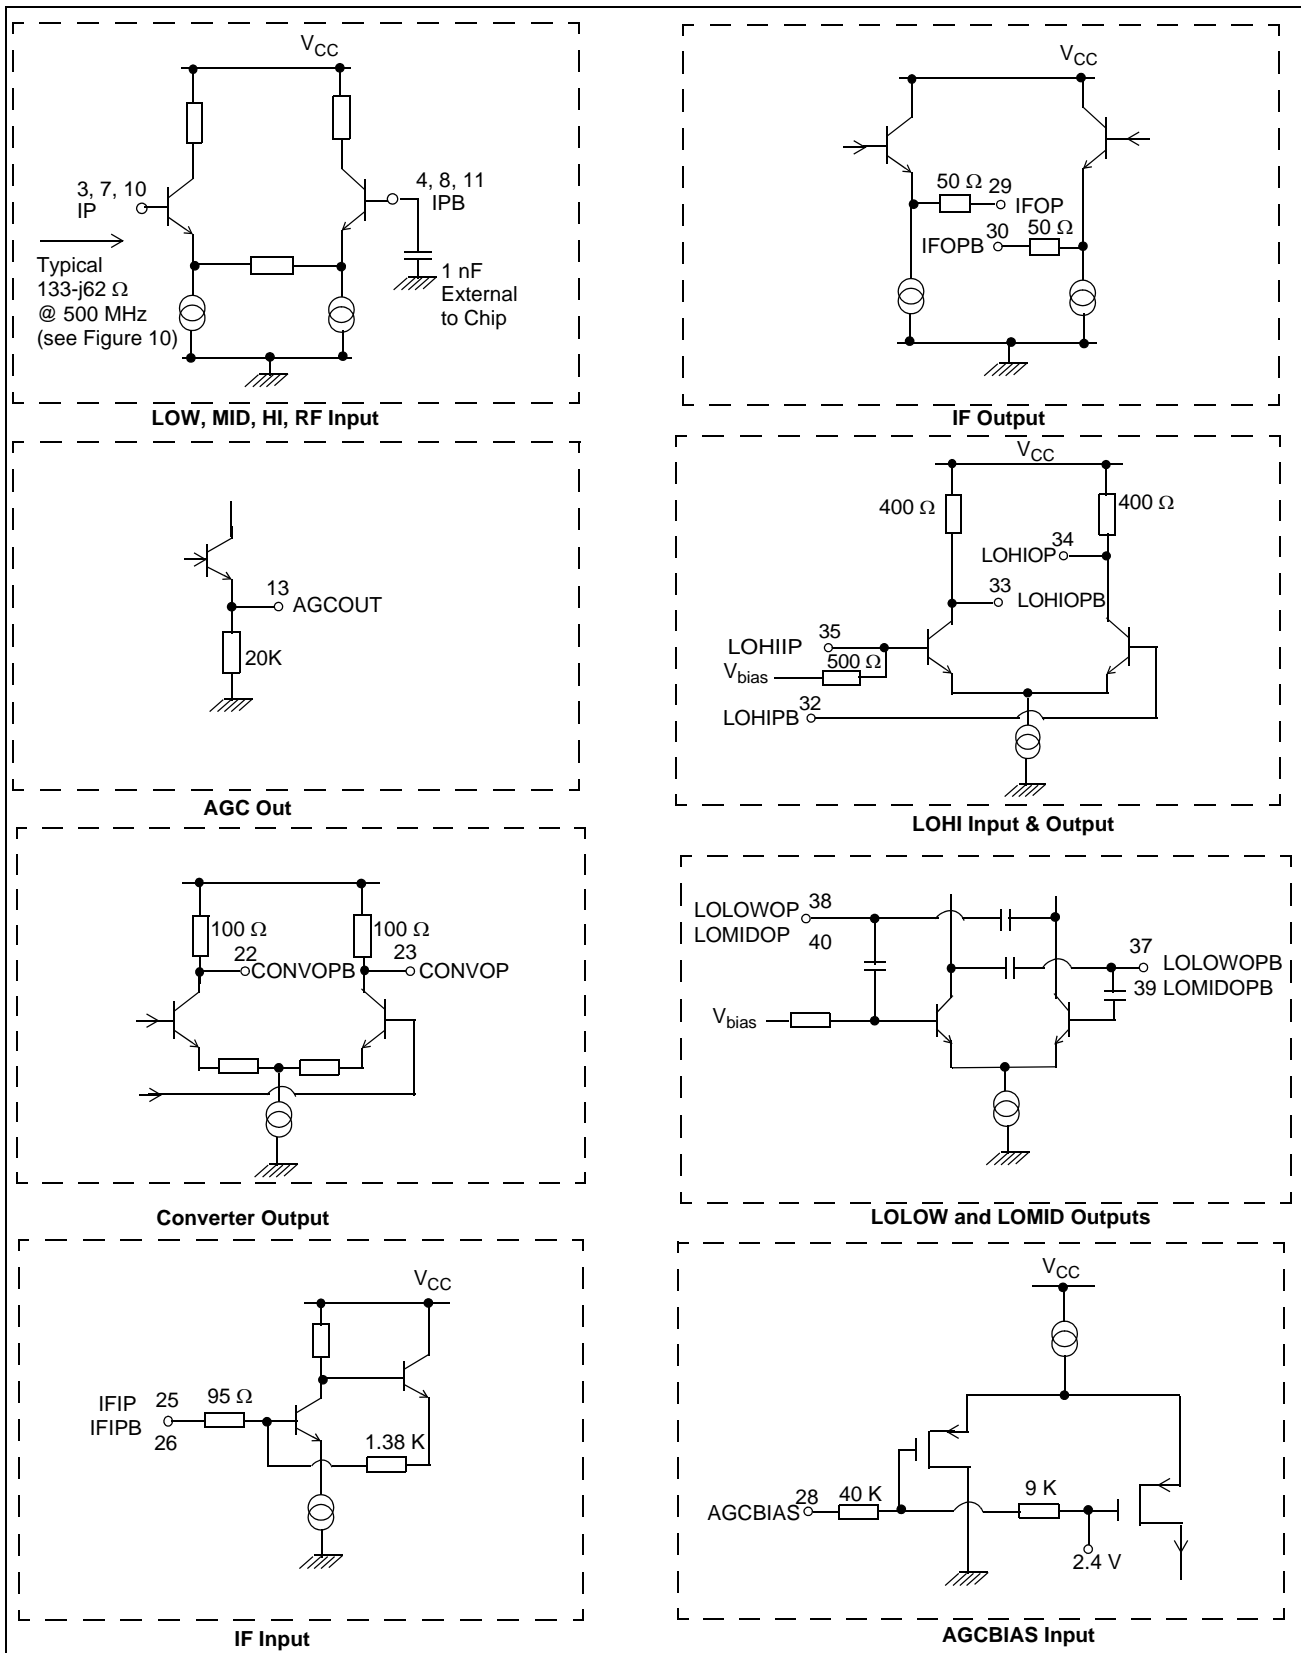 VCC
3, 7, 10
IP
4, 8, 11
IPB
Typical
133-j62 Ω
@ 500 MHz
(see Figure 10)
1 nF
External
to Chip
LOW, MID, HI, RF Input
VCC
50 Ω
29
IFOP
30
50 Ω
IFOPB
IF Output
13
AGCOUT
20K
AGC Out
VCC
400 Ω
400 Ω
34
LOHIOP
33
LOHIOPB
35
LOHIIP
500 Ω
Vbias
32
LOHIPB
LOHI Input & Output
100 Ω
100 Ω
22
CONVOPB
23
CONVOP
Converter Output
38
LOLOWOP
LOMIDOP
40
37
LOLOWOPB
39 LOMIDOPB
Vbias
LOLOW and LOMID Outputs
VCC
IFIP
25
95 Ω
IFIPB
26
1.38 K
IF Input
VCC
28
40 K
9 K
AGCBIAS
2.4 V
AGCBIAS Input